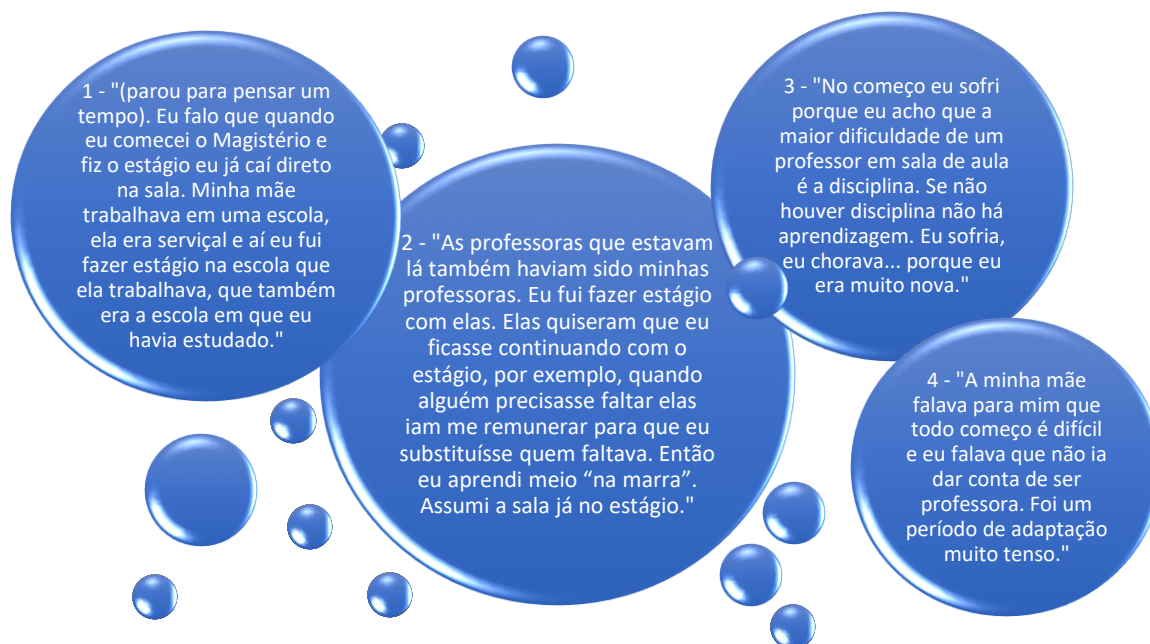 1 - "(parou para pensar um
tempo). Eu falo que quando
eu comecei o Magistério e
fiz o estágio eu já caí direto
na sala. Minha mãe
trabalhava em uma escola,
ela era serviçal e aí eu fui
fazer estágio na escola que
ela trabalhava, que também
era a escola em que eu
havia estudado."
2 - "As professoras que estavam
lá também haviam sido minhas
professoras. Eu fui fazer estágio
com elas. Elas quiseram que eu
ficasse continuando com o
estágio, por exemplo, quando
alguém precisasse faltar elas
iam me remunerar para que eu
substituísse quem faltava. Então
eu aprendi meio “na marra”.
Assumi a sala já no estágio."
3 - "No começo eu sofri
porque eu acho que a
maior dificuldade de um
professor em sala de aula
é a disciplina. Se não
houver disciplina não há
aprendizagem. Eu sofria,
eu chorava... porque eu
era muito nova."
4 - "A minha mãe
falava para mim que
todo começo é difícil
e eu falava que não ia
dar conta de ser
professora. Foi um
período de adaptação
muito tenso."